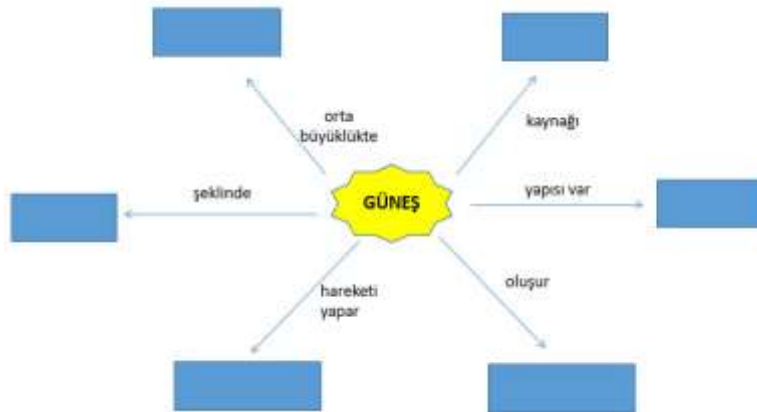 orta
büyüklükte
kaynağı
şeklinde
GÜNEŞ
yapısı var
hareketi
yapar
oluşur